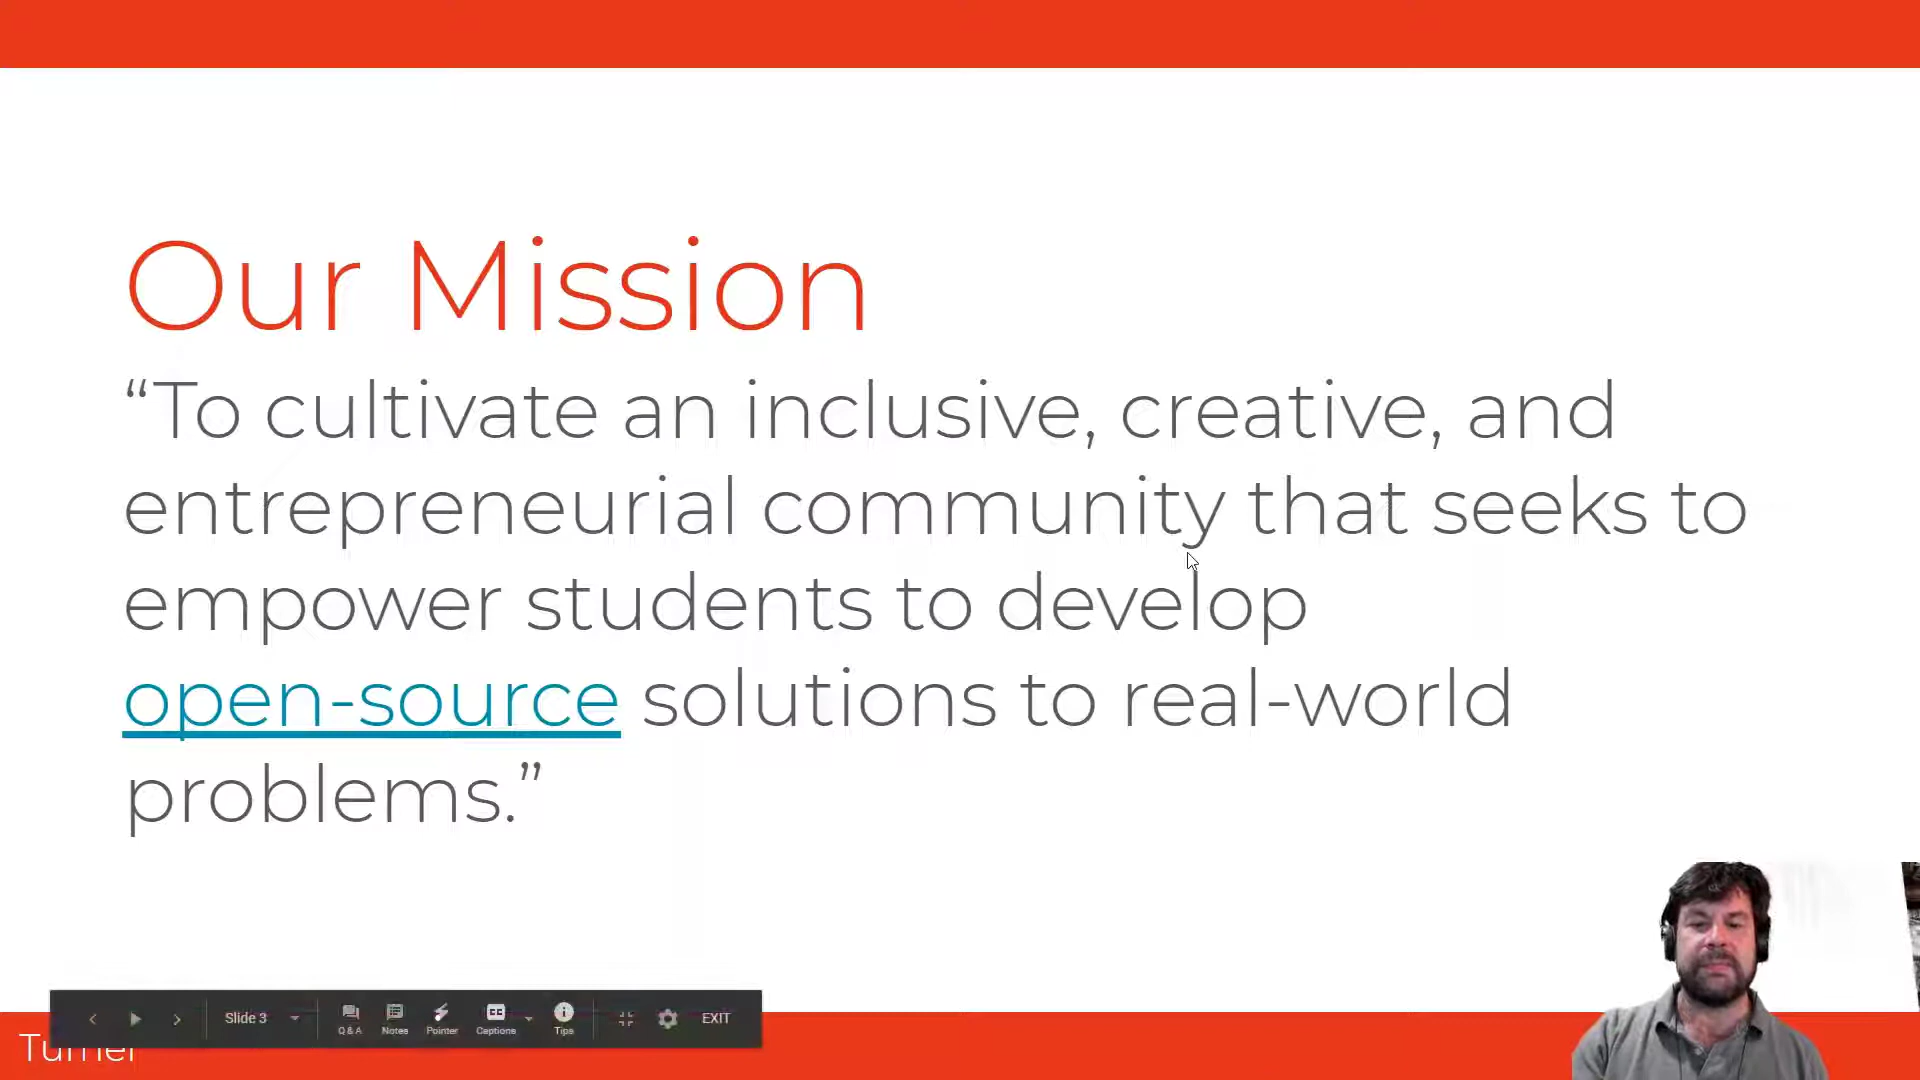 Our Mission
“To cultivate an inclusive, creative, and
entrepreneurial community that seeks to
empower students to develop
open-source solutions to real-world
problems.”
Slide 3
Q & A
Notes
Pointer
Captions
Tips
EXIT
Turner